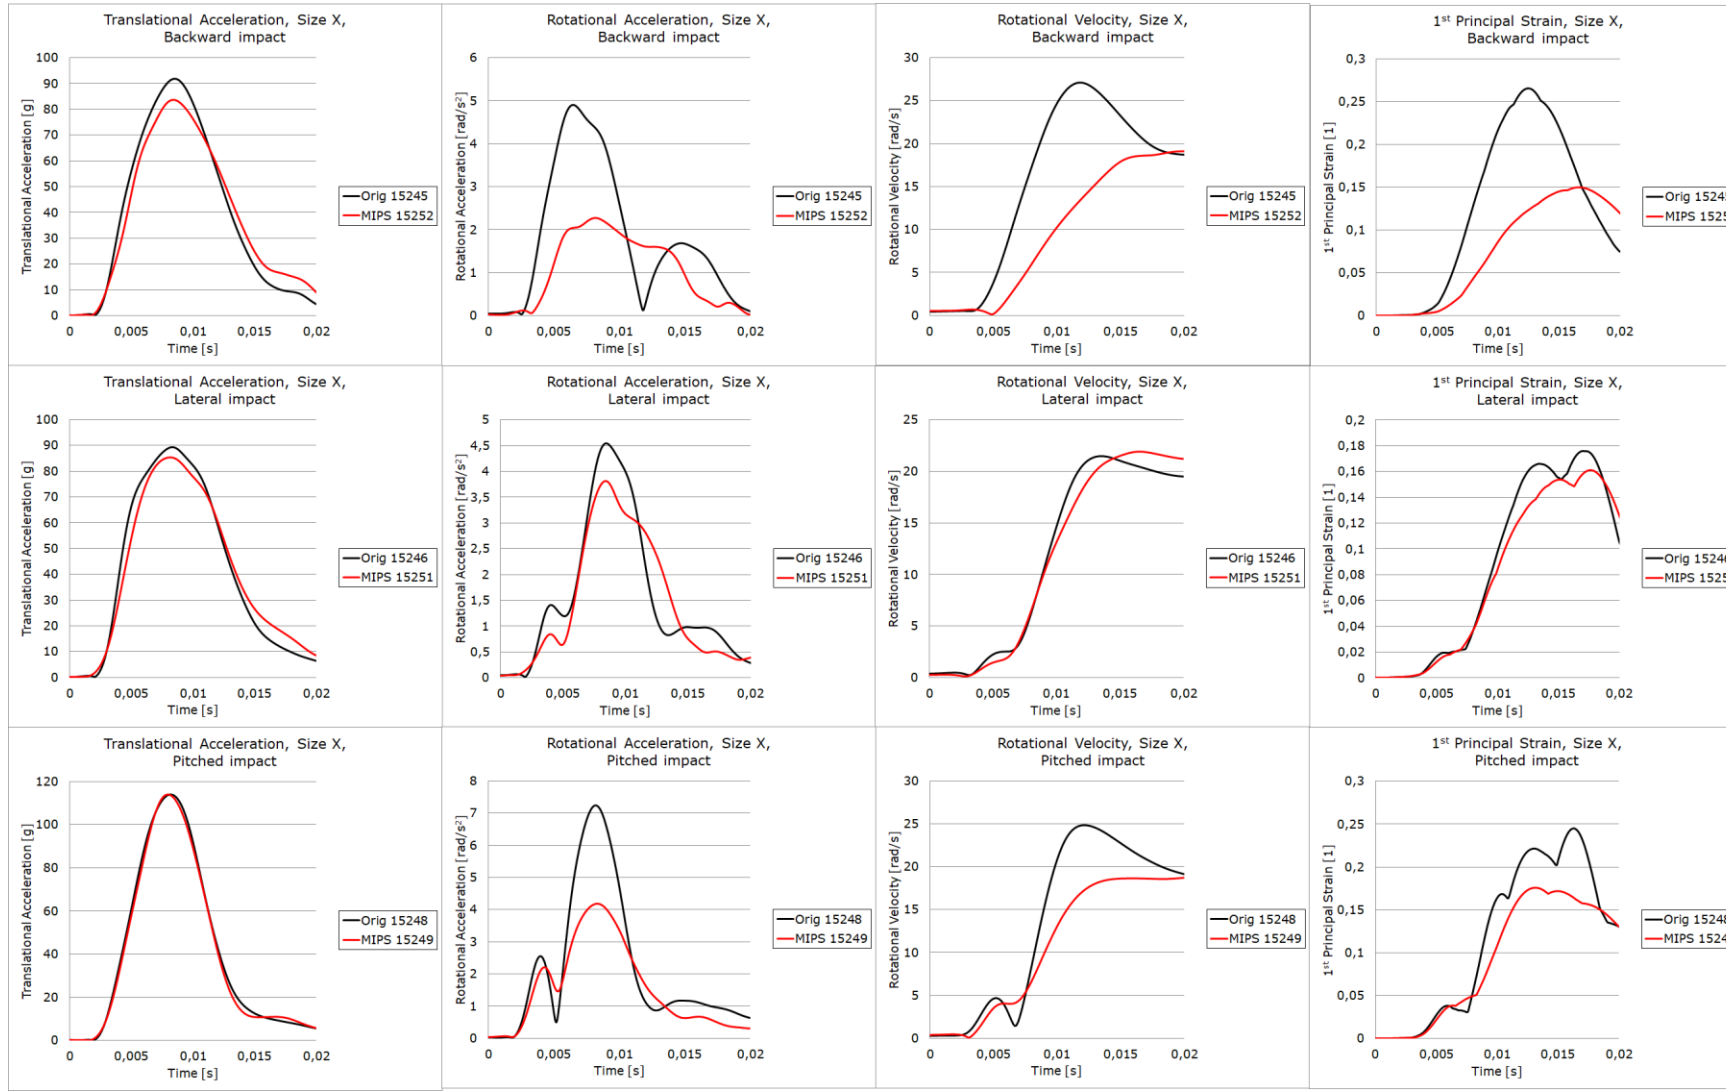 Translational Acceleration, Size X,
Backward impact
100
90
80
70
60
50
40
30
20
10
0
Translational Acceleration [g]
0 0,005 0,01 0,015 0,02
Time [s]
Orig 15245
MIPS 15252
Rotational Acceleration, Size X,
Backward impact
6
5
4
3
2
1
0
Rotational Acceleration [rad/s²]
0 0,005 0,01 0,015 0,02
Time [s]
Orig 15245
MIPS 15252
Rotational Velocity, Size X,
Backward impact
30
25
20
15
10
5
0
Rotational Velocity [rad/s]
0 0,005 0,01 0,015 0,02
Time [s]
Orig 15245
MIPS 15252
1st Principal Strain, Size X,
Backward impact
0,3
0,25
0,2
0,15
0,1
0,05
0
1st Principal Strain [1]
0 0,005 0,01 0,015 0,02
Time [s]
Orig 15245
MIPS 1525
Translational Acceleration, Size X,
Lateral impact
100
90
80
70
60
50
40
30
20
10
0
Translational Acceleration [g]
0 0,005 0,01 0,015 0,02
Time [s]
Orig 15246
MIPS 15251
Rotational Acceleration, Size X,
Lateral impact
5
4,5
4
3,5
3
2,5
2
1,5
1
0,5
0
Rotational Acceleration [rad/s²]
0 0,005 0,01 0,015 0,02
Time [s]
Orig 15246
MIPS 15251
Rotational Velocity, Size X,
Lateral impact
25
20
15
10
5
0
Rotational Velocity [rad/s]
0 0,005 0,01 0,015 0,02
Time [s]
Orig 15246
MIPS 15251
1st Principal Strain, Size X,
Lateral impact
0,2
0,18
0,16
0,14
0,12
0,1
0,08
0,06
0,04
0,02
0
1st Principal Strain [1]
0 0,005 0,01 0,015 0,02
Time [s]
Orig 15246
MIPS 1525
Translational Acceleration, Size X,
Pitched impact
120
100
80
60
40
20
0
Translational Acceleration [g]
0 0,005 0,01 0,015 0,02
Time [s]
Orig 15248
MIPS 15249
Rotational Acceleration, Size X,
Pitched impact
8
7
6
5
4
3
2
1
0
Rotational Acceleration [rad/s²]
0 0,005 0,01 0,015 0,02
Time [s]
Orig 15248
MIPS 15249
Rotational Velocity, Size X,
Pitched impact
30
25
20
15
10
5
0
Rotational Velocity [rad/s]
0 0,005 0,01 0,015 0,02
Time [s]
Orig 15248
MIPS 15249
1st Principal Strain, Size X,
Pitched impact
0,3
0,25
0,2
0,15
0,1
0,05
0
1st Principal Strain [1]
0 0,005 0,01 0,015 0,02
Time [s]
Orig 15248
MIPS 1524